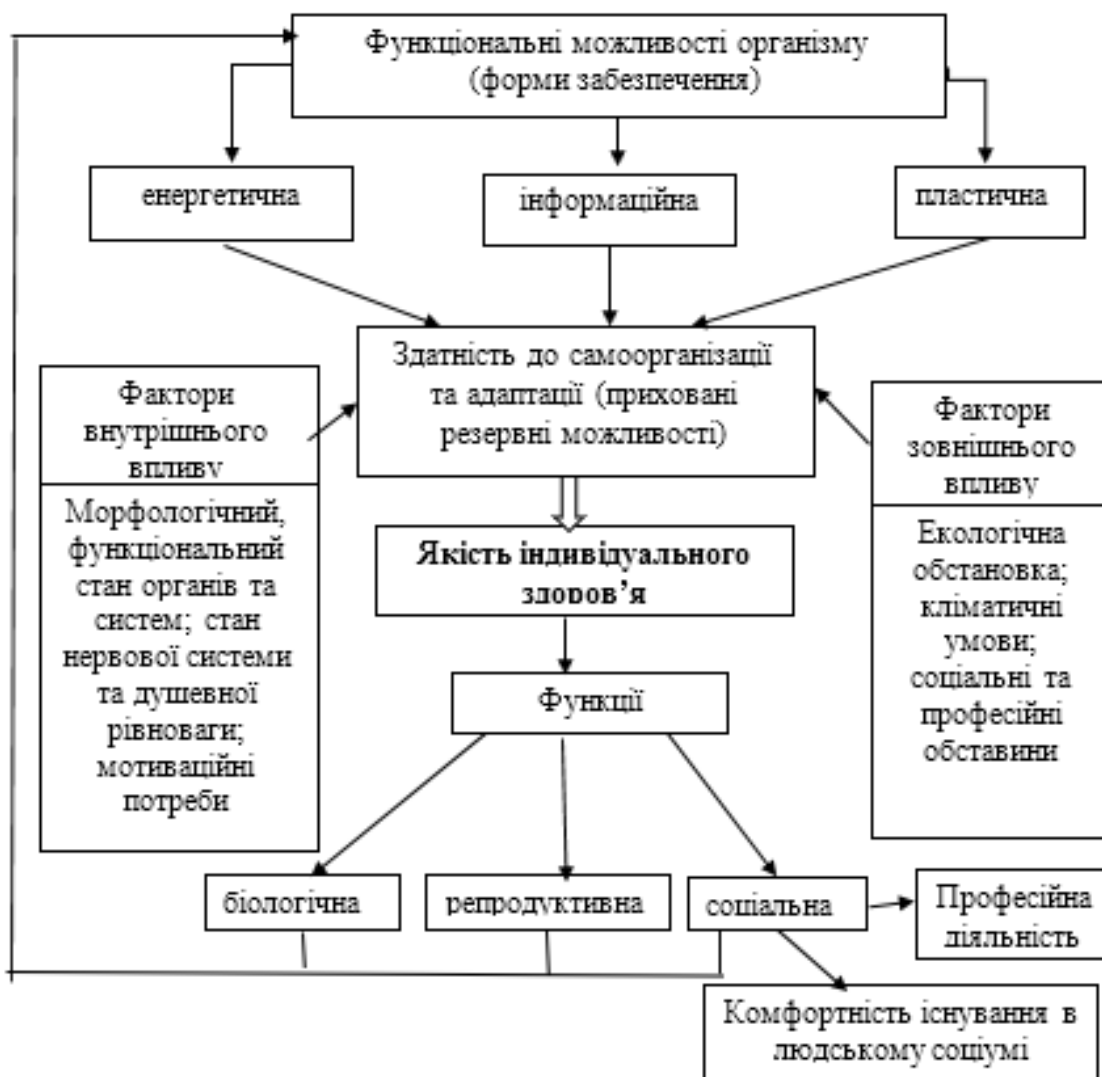 Функціональні можливості організму
(форми забезпечення)
енергетична
інформаційна
пластична
Здатність до самоорганізації
та адаптації (приховані
резервні можливості)
Фактори
внутрішнього
впливу
Морфологічний,
функціональний
стан органів та
систем; стан
нервової системи
та душевної
рівноваги;
мотиваційні
потреби
Фактори
зовнішнього
впливу
Екологічна
обстановка;
кліматичні
умови;
соціальні та
професійні
обставини
Якість індивідуального
здоров’я
Функції
біологічна
репродуктивна
соціальна
Професійна
діяльність
Комфортність існування в
людському соціумі